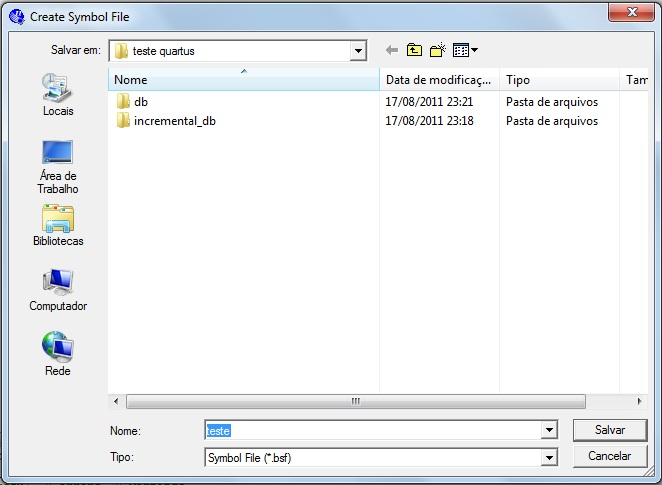 Create Symbol File
Salvar em: teste quartus
Nome Data de modificaç... Tipo Tam
db 17/08/2011 23:21 Pasta de arquivos
incremental_db 17/08/2011 23:18 Pasta de arquivos
Locais
Área de
Trabalho
Bibliotecas
Computador
Rede
Nome: teste Salvar
Tipo: Symbol File (*.bsf) Cancelar